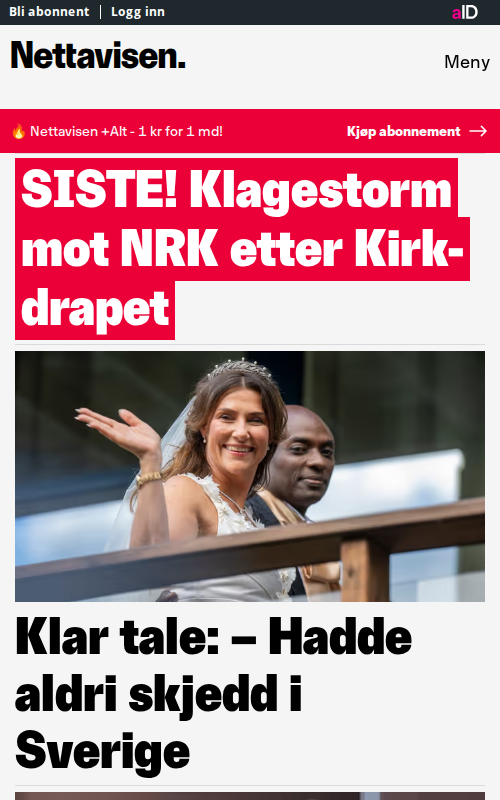 Bli abonnent | Logg inn
aID
Nettavisen.
Meny
🔥 Nettavisen +Alt - 1 kr for 1 md!
Kjøp abonnement →
SISTE! Klagestorm
mot NRK etter Kirk-
drapet
Klar tale: – Hadde
aldri skjedd i
Sverige